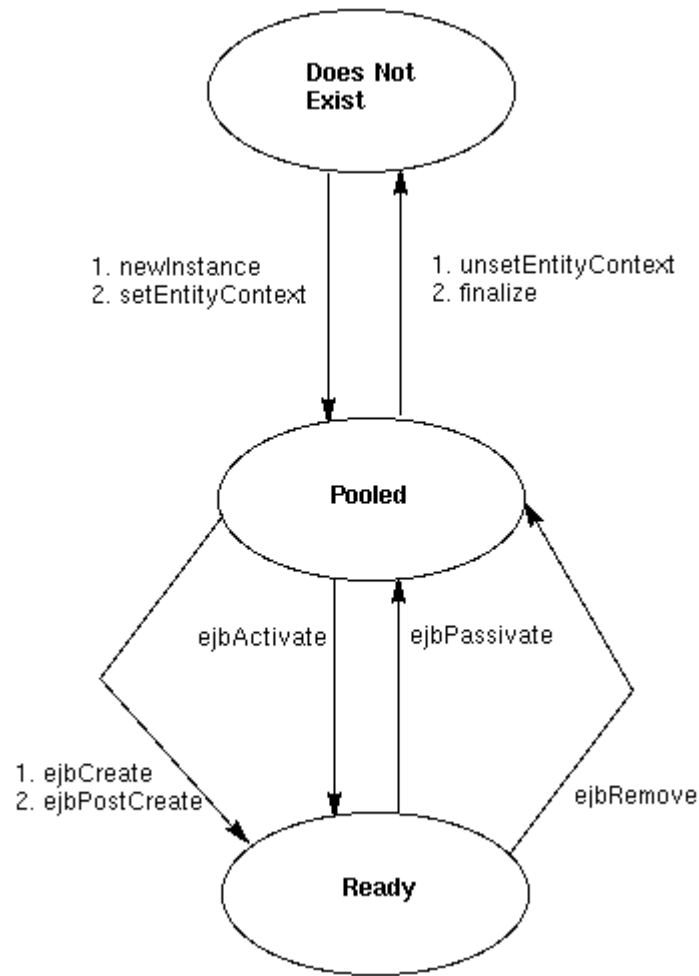 Does Not
Exist
1. newInstance
2. setEntityContext
1. unsetEntityContext
2. finalize
Pooled
ejbActivate
ejbPassivate
1. ejbCreate
2. ejbPostCreate
ejbRemove
Ready